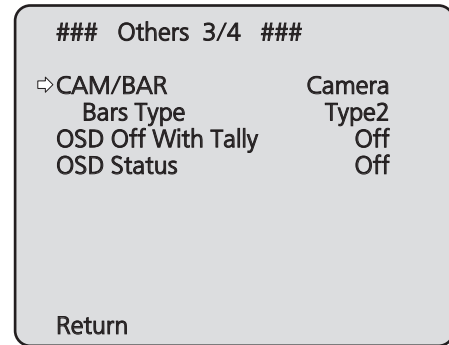 ### Others 3/4 ###
⇨CAM/BAR Camera
Bars Type Type2
OSD Off With Tally Off
OSD Status Off
Return